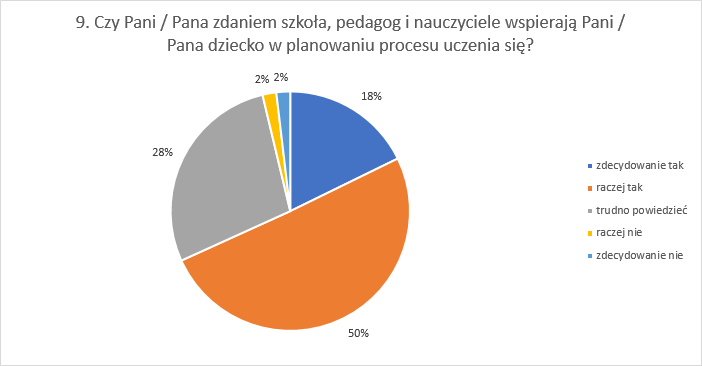 9. Czy Pani / Pana zdaniem szkoła, pedagog i nauczyciele wspierają Pani /
Pana dziecko w planowaniu procesu uczenia się?
2%
2%
18%
28%
50%
zdecydowanie tak
raczej tak
trudno powiedzieć
raczej nie
zdecydowanie nie